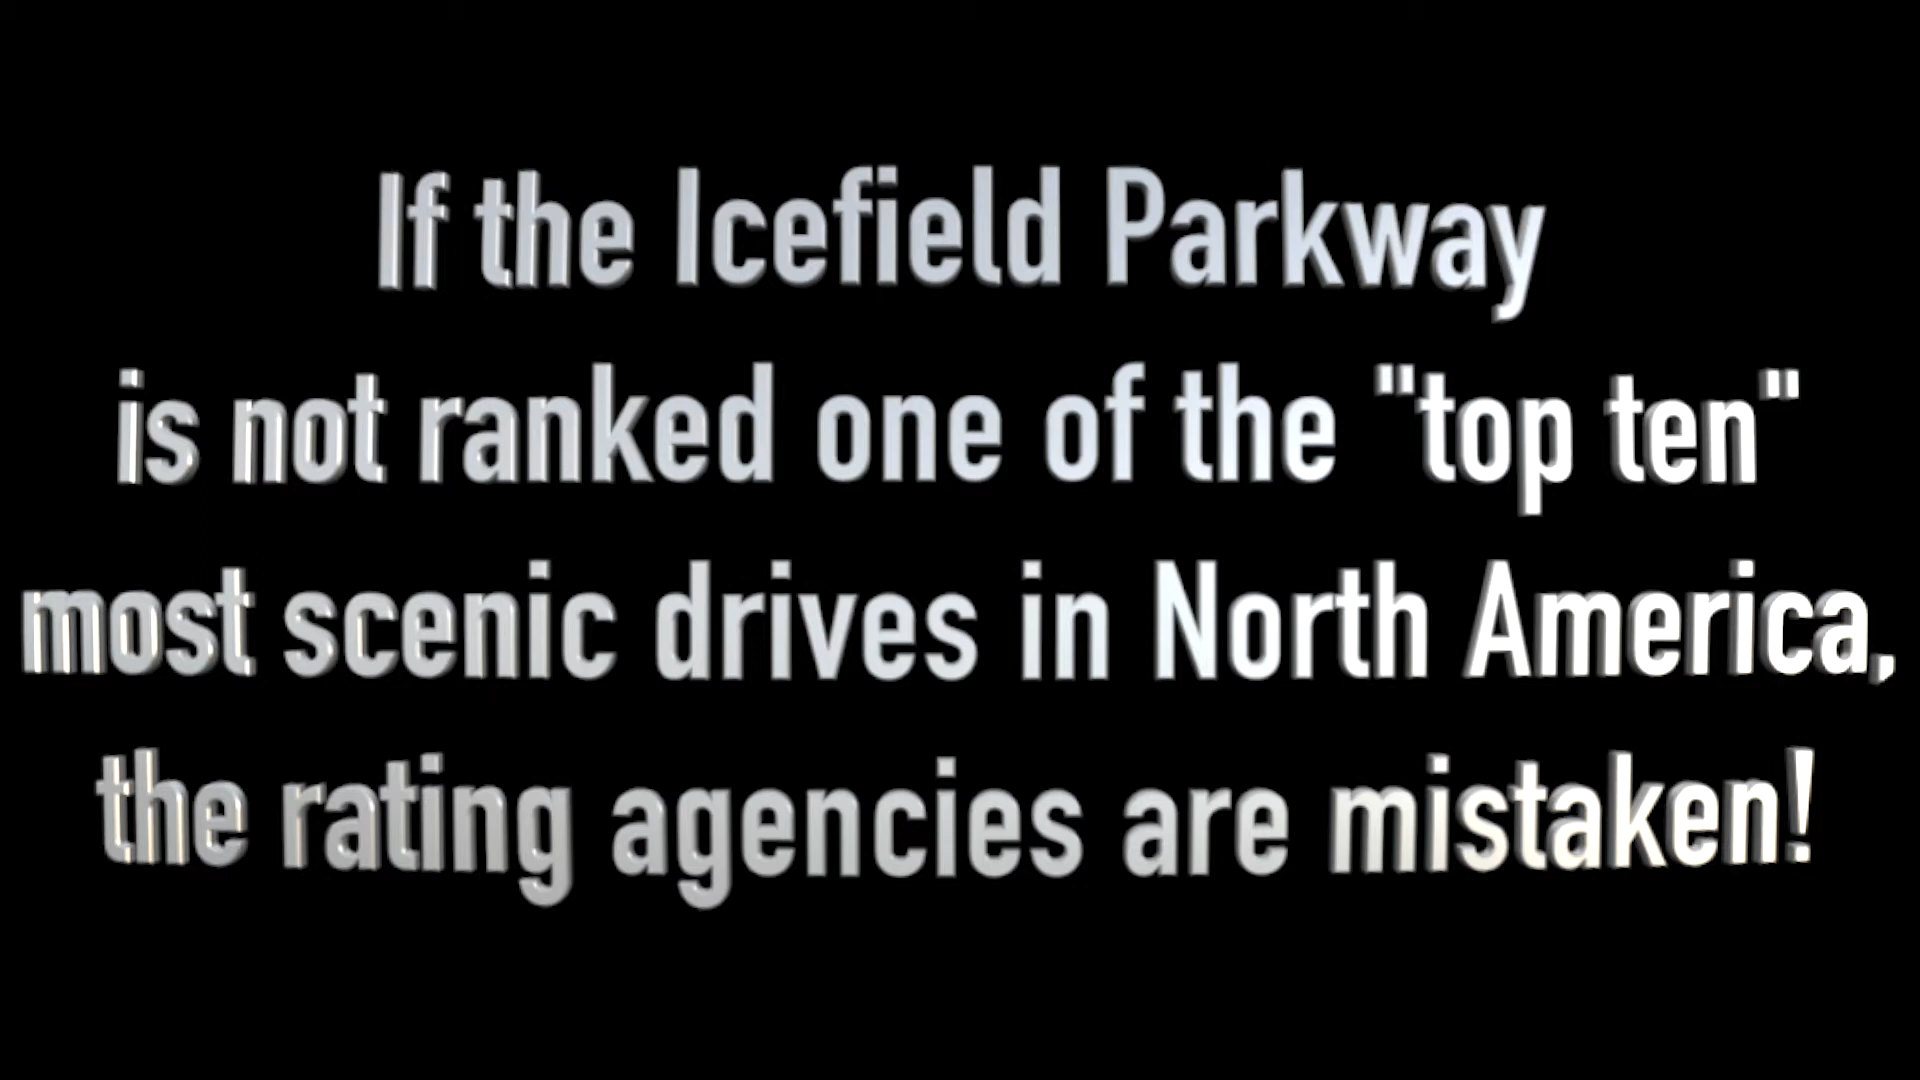 If the Icefield Parkway
is not ranked one of the "top ten"
most scenic drives in North America,
the rating agencies are mistaken!